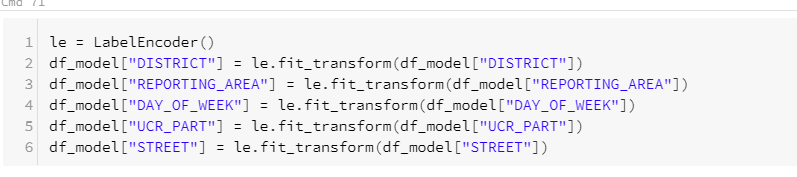 Cmd 71
1 le = LabelEncoder()
2 df_model["DISTRICT"] = le.fit_transform(df_model["DISTRICT"])
3 df_model["REPORTING_AREA"] = le.fit_transform(df_model["REPORTING_AREA"])
4 df_model["DAY_OF_WEEK"] = le.fit_transform(df_model["DAY_OF_WEEK"])
5 df_model["UCR_PART"] = le.fit_transform(df_model["UCR_PART"])
6 df_model["STREET"] = le.fit_transform(df_model["STREET"])